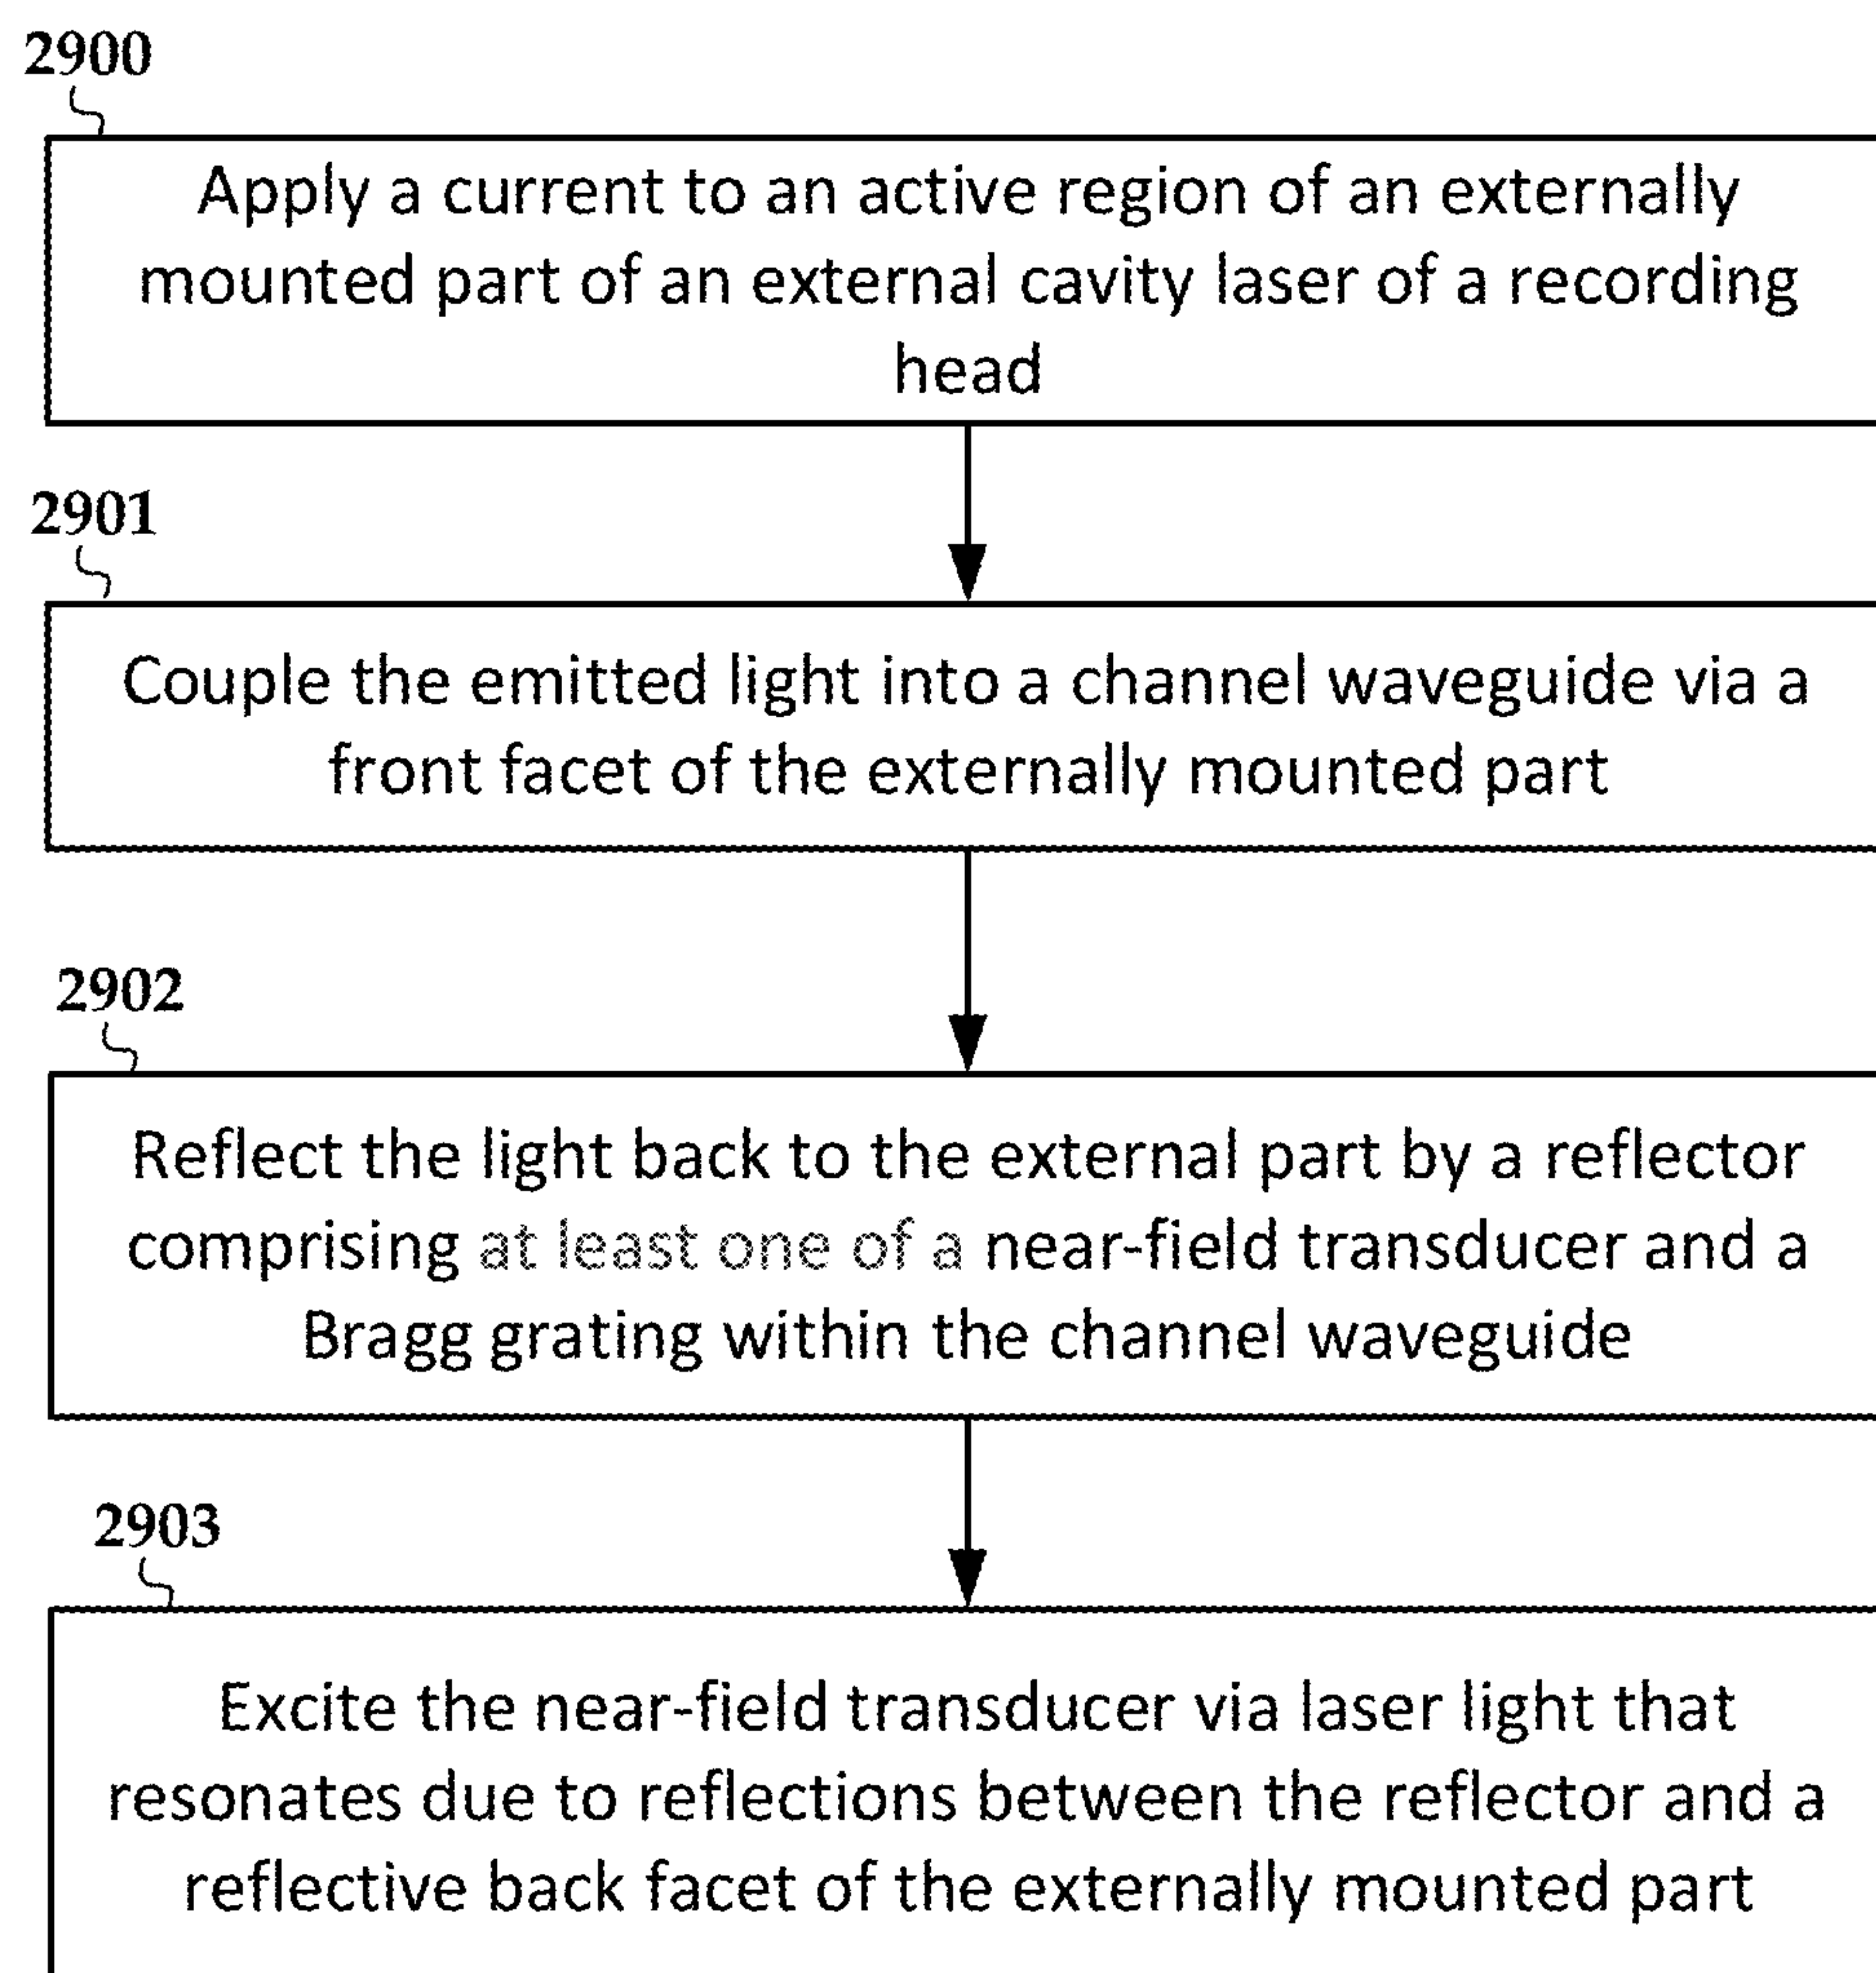 2900
Apply a current to an active region of an externally
mounted part of an external cavity laser of a recording
head
2901
Couple the emitted light into a channel waveguide via a
front facet of the externally mounted part
2902
Reflect the light back to the external part by a reflector
comprising at least one of a near-field transducer and a
Bragg grating within the channel waveguide
2903
Excite the near-field transducer via laser light that
resonates due to reflections between the reflector and a
reflective back facet of the externally mounted part